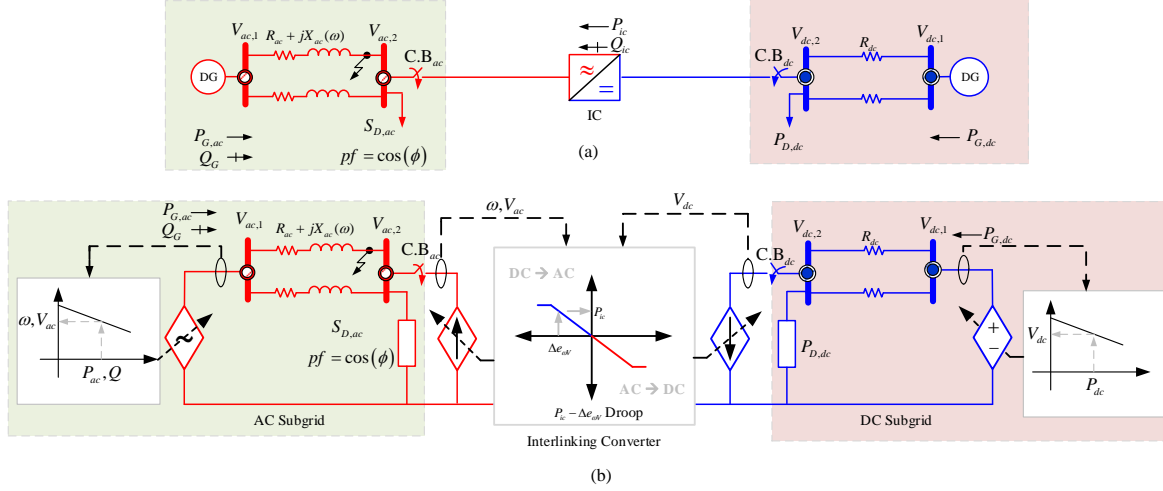 V_{ac,1}
R_{ac} + jX_{ac}(ω)
V_{ac,2}
C.B_{ac}
DG
S_{D,ac}
P_{G,ac}
Q_G
pf = cos(ϕ)
P_{ic}
Q_{ic}
≈
=
IC
(a)
V_{dc,2}
R_{dc}
V_{dc,1}
C.B_{dc}
DG
P_{D,dc}
P_{G,dc}
P_{G,ac}
Q_G
V_{ac,1}
R_{ac} + jX_{ac}(ω)
V_{ac,2}
C.B_{ac}
ω, V_{ac}
P_{ac}, Q
~
S_{D,ac}
pf = cos(ϕ)
AC Subgrid
ω, V_{ac}
V_{dc}
DC → AC
P_{ic}
Δe_{ωV}
AC → DC
P_{ic} − Δe_{ωV} Droop
Interlinking Converter
V_{dc,2}
R_{dc}
V_{dc,1}
P_{G,dc}
C.B_{dc}
P_{D,dc}
+
−
V_{dc}
P_{dc}
DC Subgrid
(b)